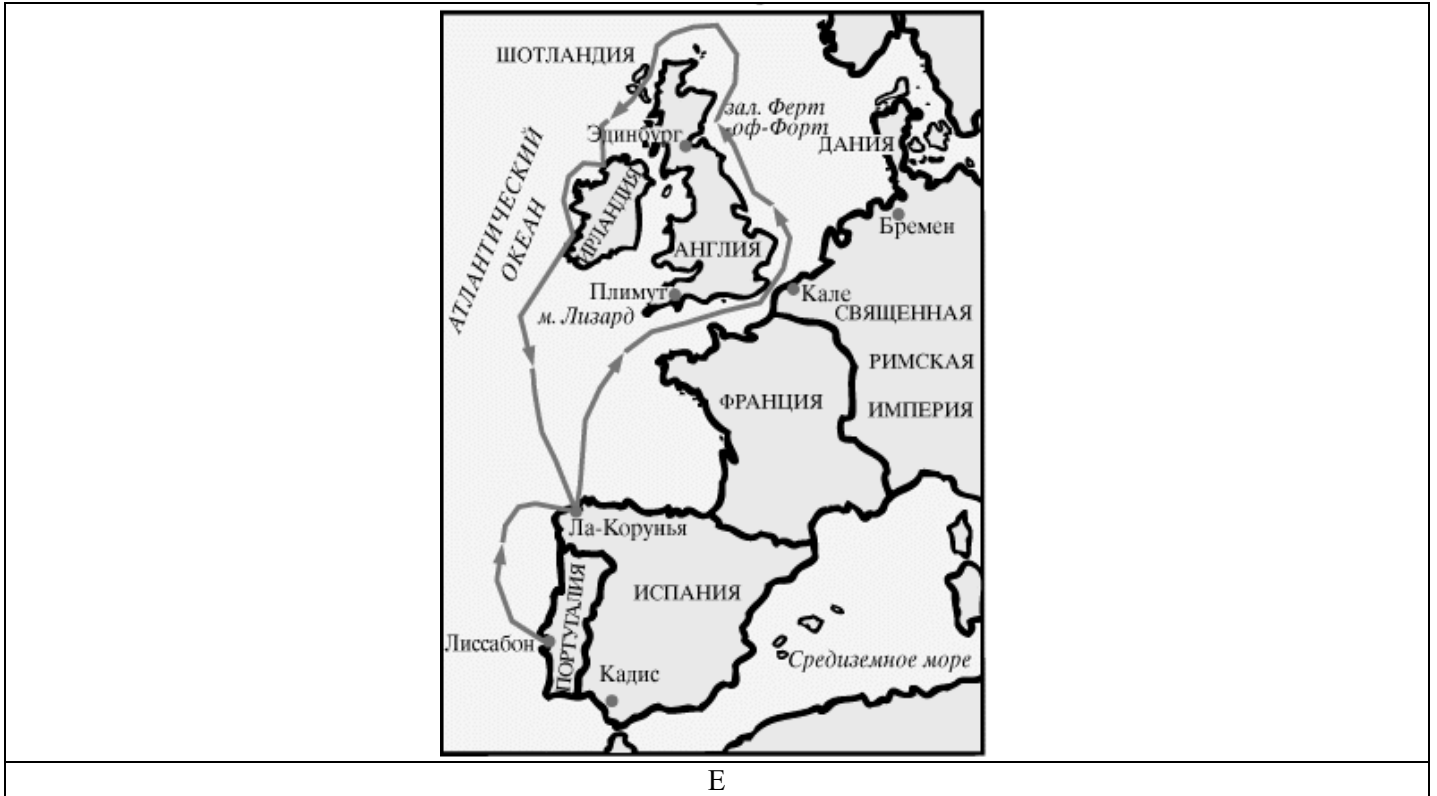 ШОТЛАНДИЯ
зал. Ферт
-оф-Форт
Эдинбург
ДАНИЯ
АТЛАНТИЧЕСКИЙ
ОКЕАН
ИРЛАНДИЯ
Бремен
АНГЛИЯ
Плимут
Кале
м. Лизард
СВЯЩЕННАЯ
РИМСКАЯ
ИМПЕРИЯ
ФРАНЦИЯ
Ла-Корунья
ИСПАНИЯ
ПОРТУГАЛИЯ
Лиссабон
Средиземное море
Кадис
Е